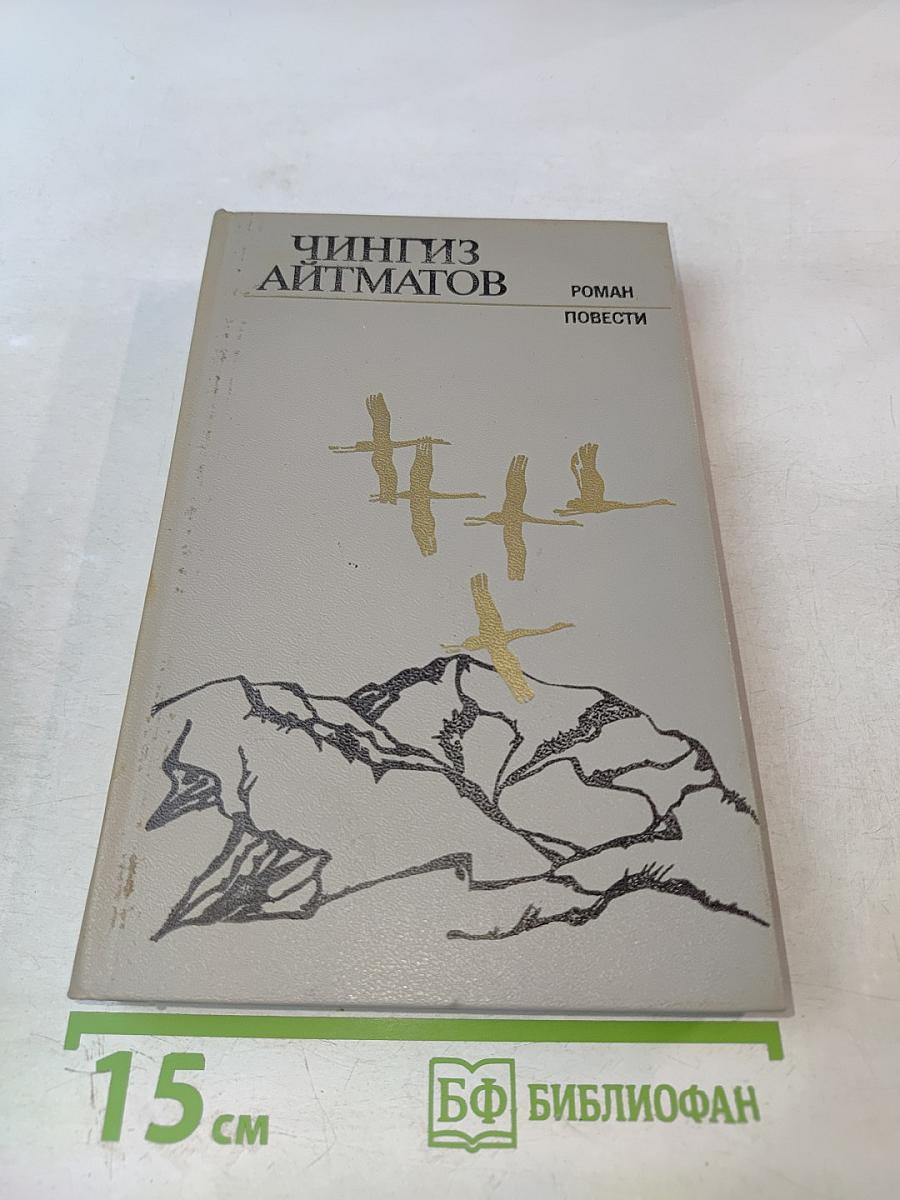 ЧИНГИЗ
АЙТМАТОВ
РОМАН
ПОВЕСТИ
15 см
БФ БИБЛИОФАН